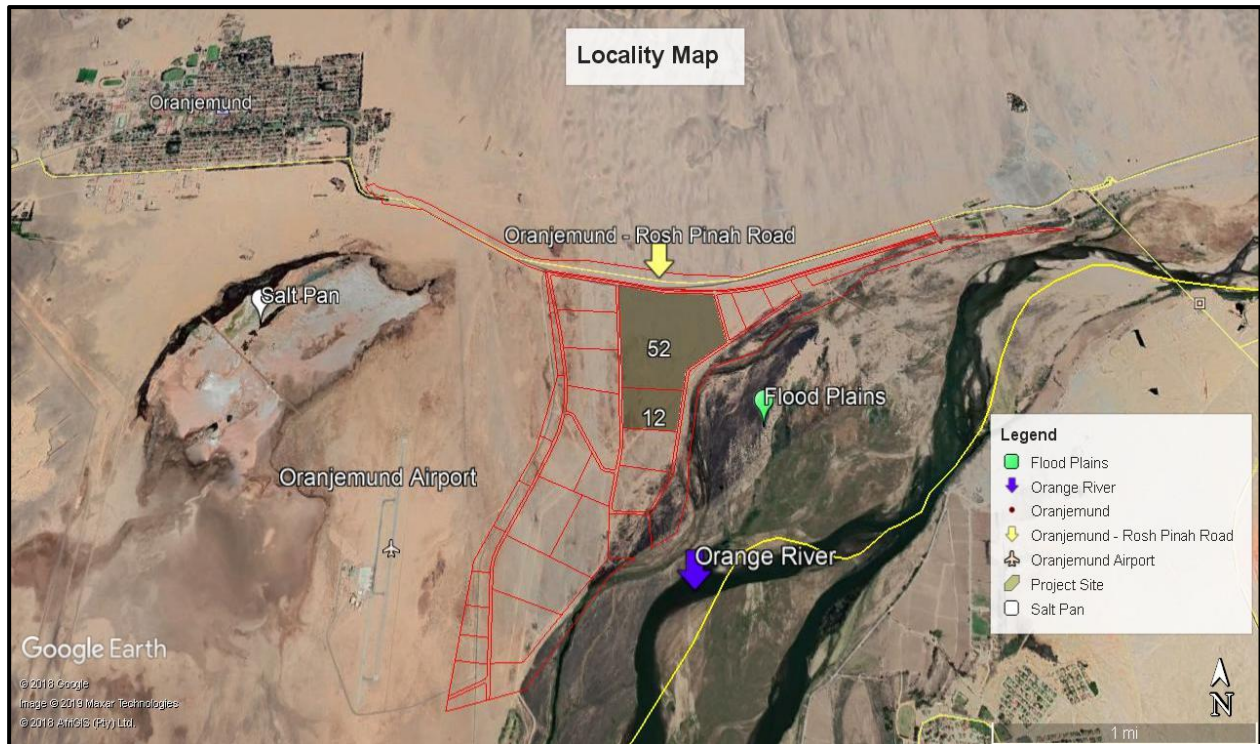 Locality Map
Oranjemund
Oranjemund - Rosh Pinah Road
Salt Pan
52
Flood Plains
12
Oranjemund Airport
Orange River
Legend
Flood Plains
Orange River
Oranjemund
Oranjemund - Rosh Pinah Road
Oranjemund Airport
Project Site
Salt Pan
Google Earth
© 2018 Google
Image © 2019 Maxar Technologies
© 2018 AfriGIS (Pty) Ltd.
N
1 mi